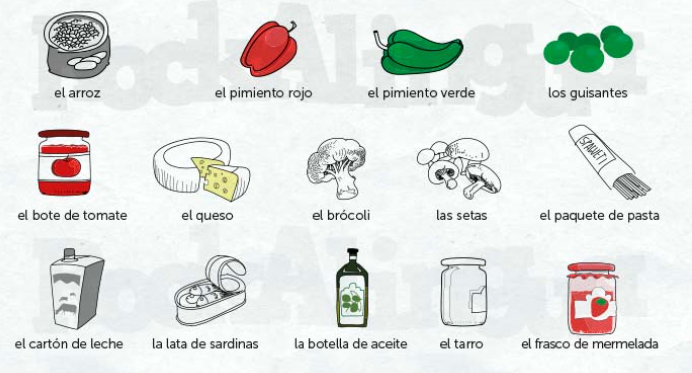 el arroz
el pimiento rojo
el pimiento verde
los guisantes
el bote de tomate
el queso
el brócoli
las setas
SPAGUETI
el paquete de pasta
el cartón de leche
la lata de sardinas
la botella de aceite
el tarro
el frasco de mermelada